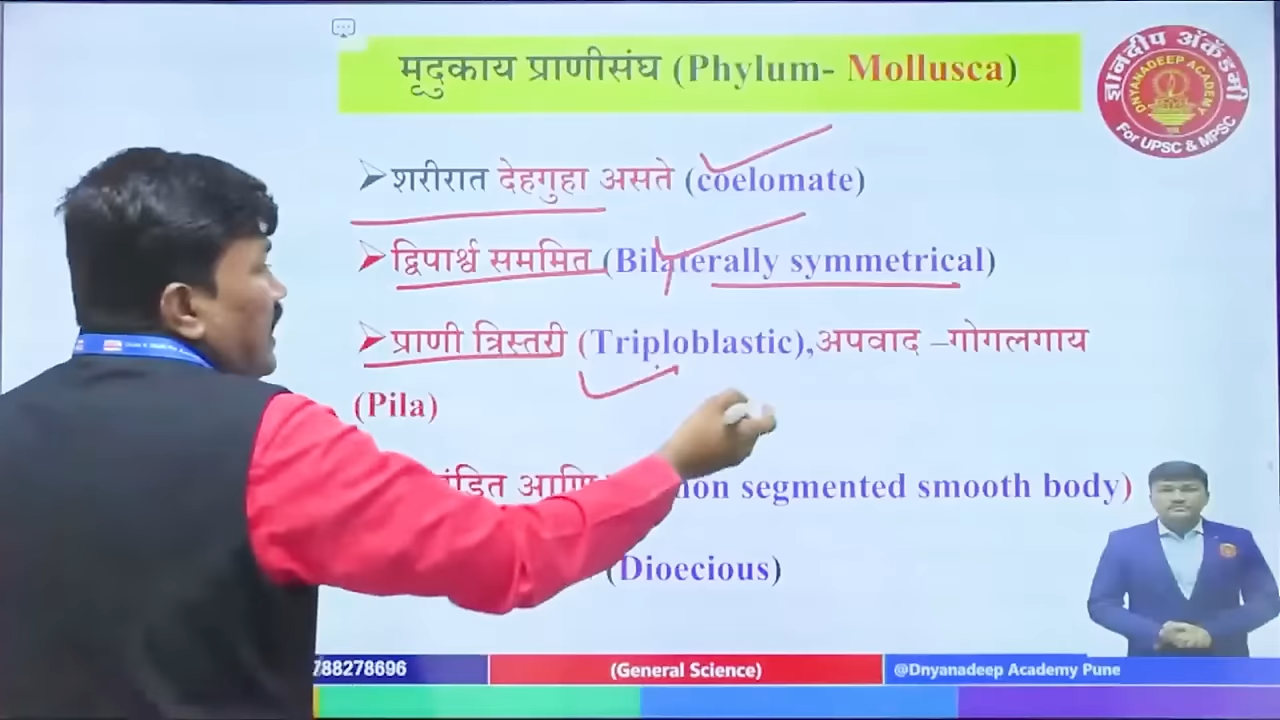 मृदुकाय प्राणीसंघ (Phylum- Mollusca)
ज्ञानदीप अॅकॅडमी
DNYANADEEP ACADEMY
For UPSC & MPSC
➢शरीरात देहगुहा असते (coelomate)
➢द्विपार्श्व सममित (Bilaterally symmetrical)
➢प्राणी त्रिस्तरी (Triploblastic),अपवाद –गोगलगाय
(Pila)
आणि non segmented smooth body)
(Dioecious)
788278696
(General Science)
@Dnyanadeep Academy Pune